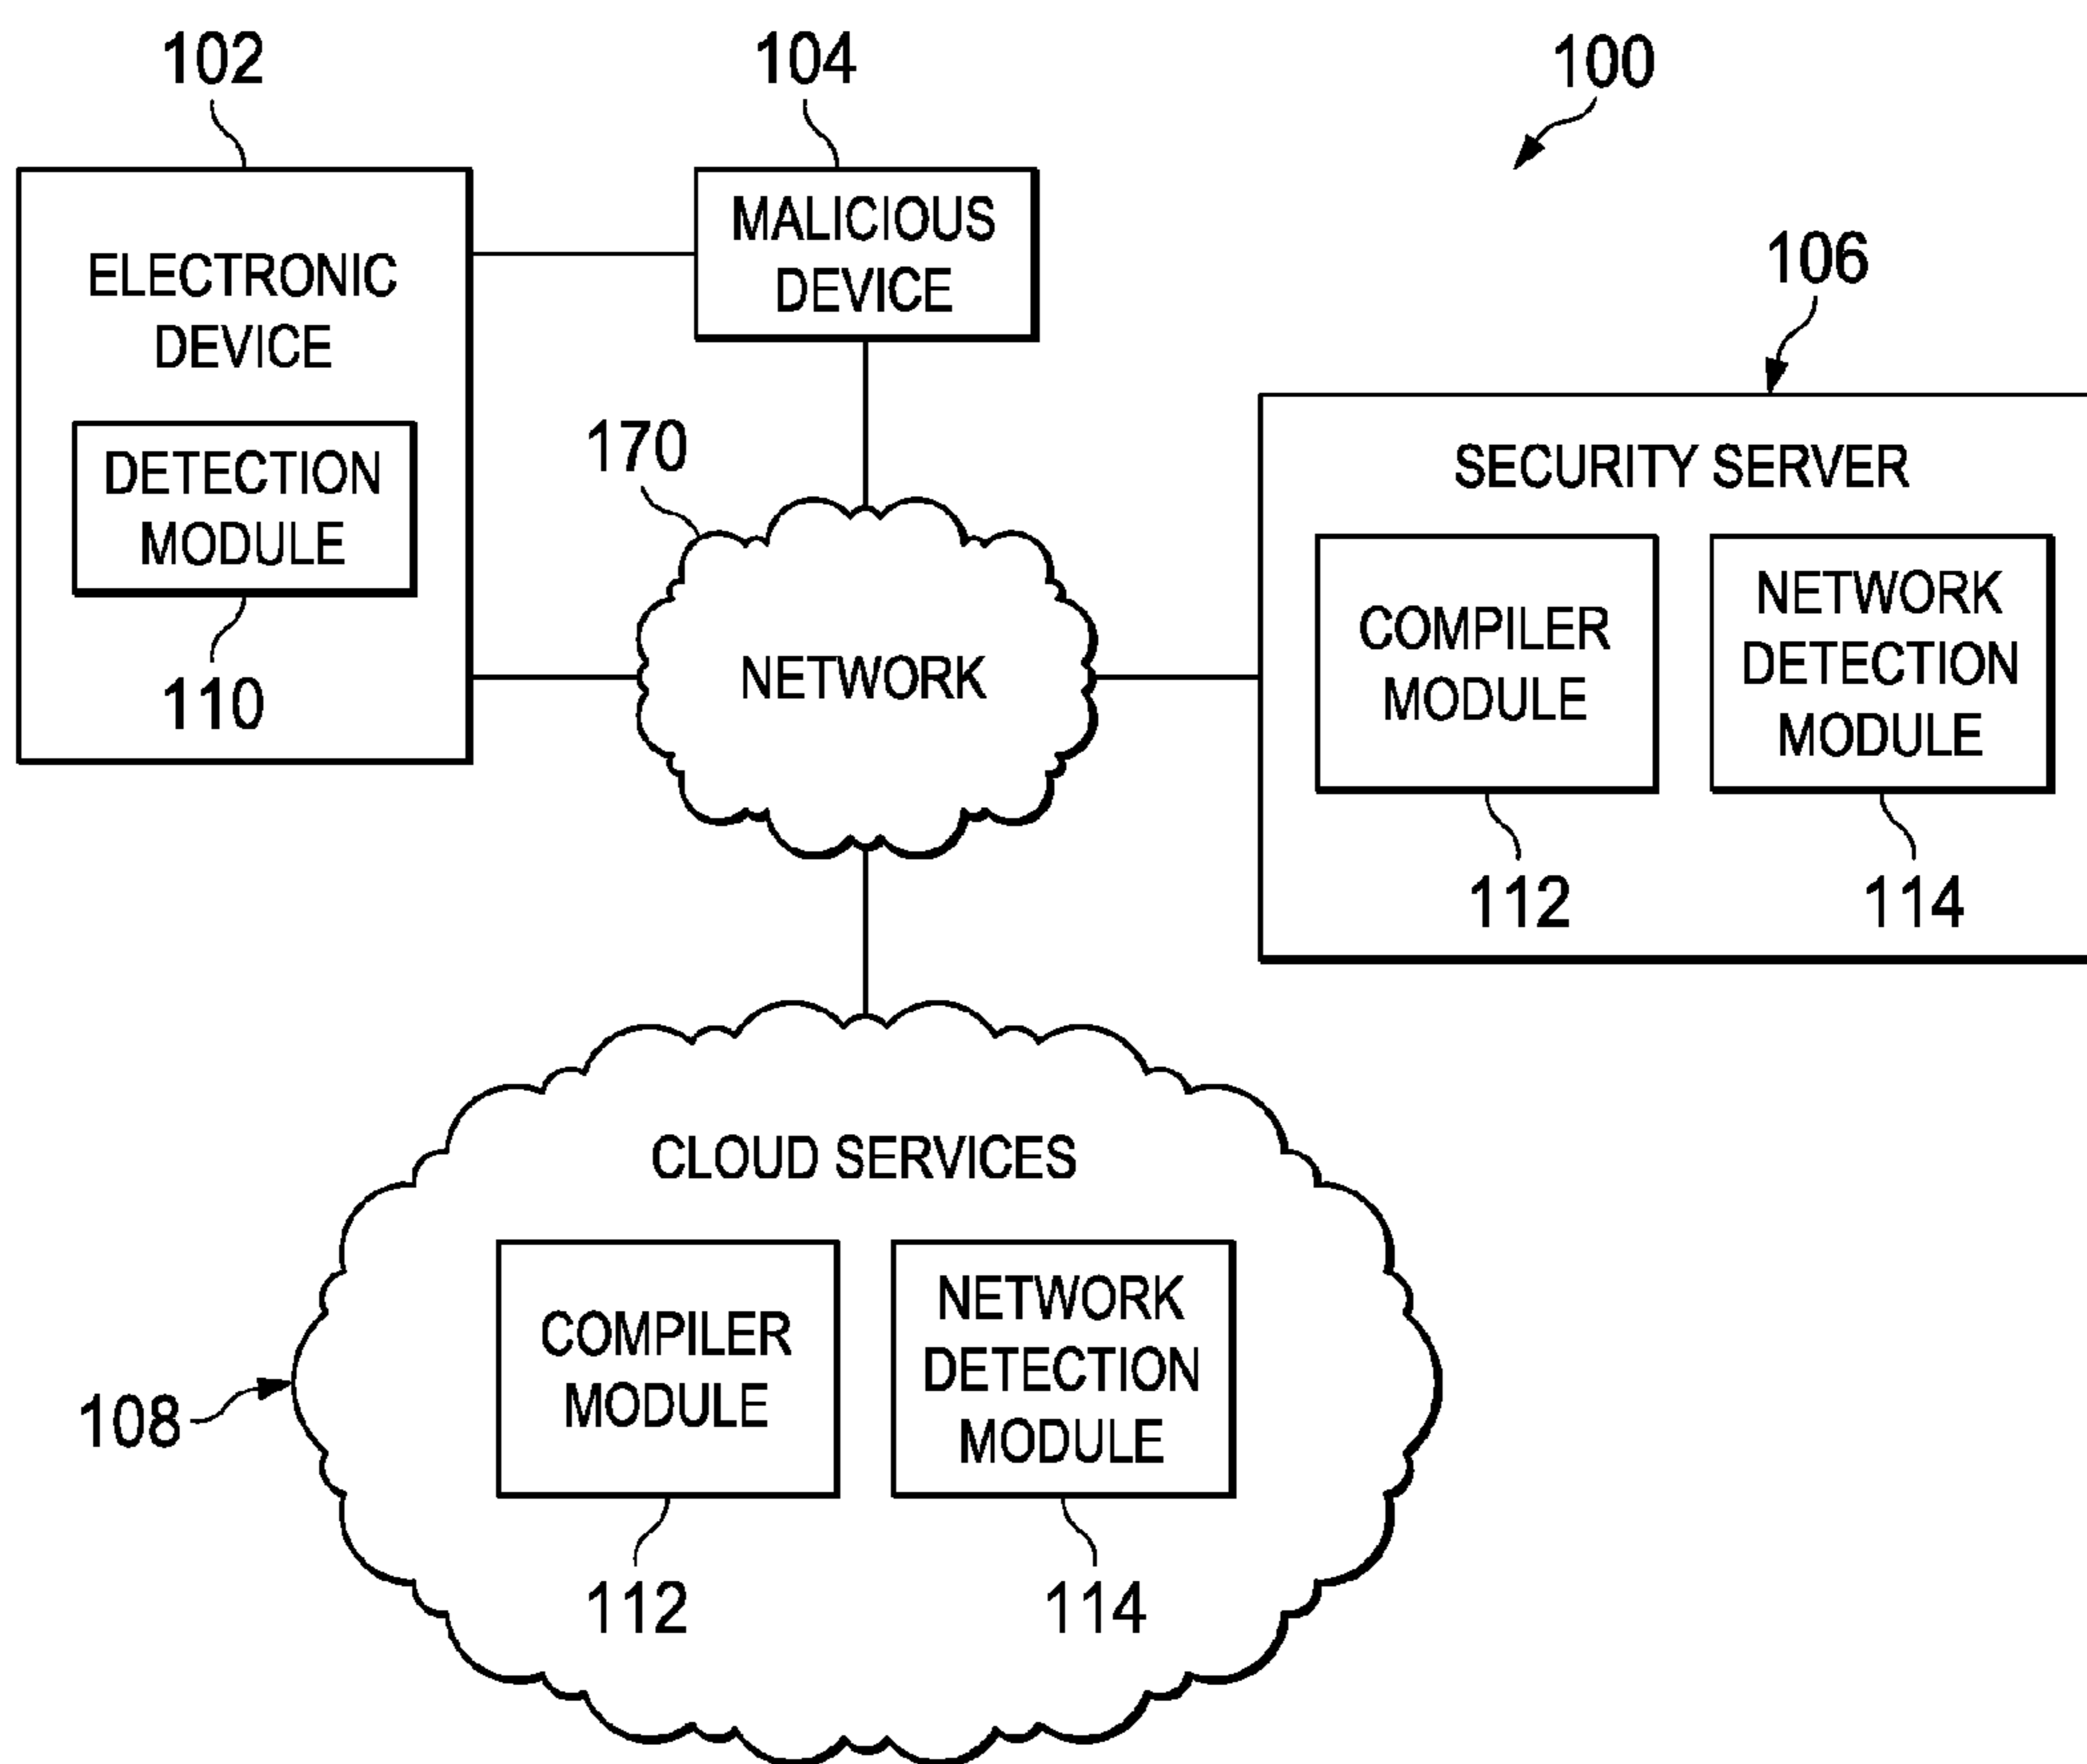 102
104
100
MALICIOUS
DEVICE
ELECTRONIC
DEVICE
106
DETECTION
MODULE
110
170
NETWORK
SECURITY SERVER
COMPILER
MODULE
NETWORK
DETECTION
MODULE
112
114
CLOUD SERVICES
COMPILER
MODULE
NETWORK
DETECTION
MODULE
108
112
114